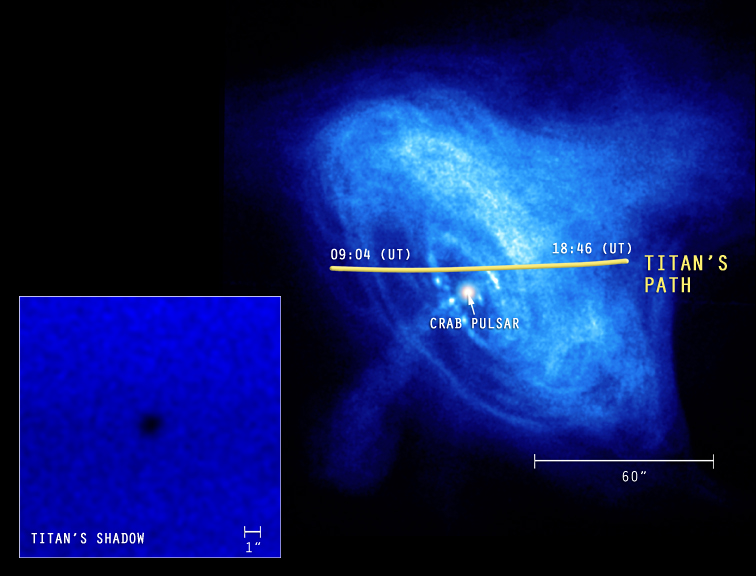 09:04 (UT)
18:46 (UT)
TITAN'S
PATH
CRAB PULSAR
60"
TITAN'S SHADOW
1"